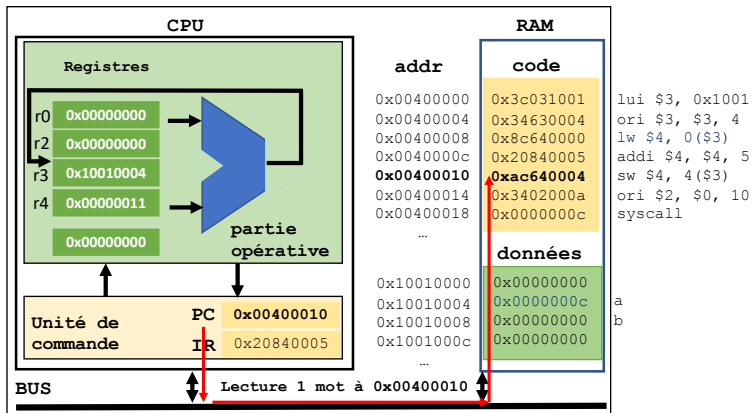 CPU
RAM
Registres
addr
code
r0 0x00000000
r2 0x00000000
r3 0x10010004
r4 0x00000011
0x00000000
partie
opérative
0x00400000 0x3c031001 lui $3, 0x1001
0x00400004 0x34630004 ori $3, $3, 4
0x00400008 0x8c640000 lw $4, 0($3)
0x0040000c 0x20840005 addi $4, $4, 5
0x00400010 0xac640004 sw $4, 4($3)
0x00400014 0x3402000a ori $2, $0, 10
0x00400018 0x0000000c syscall
…
données
0x10010000 0x00000000
0x10010004 0x0000000c a
0x10010008 0x00000000 b
0x1001000c 0x00000000
…
Unité de
commande
PC 0x00400010
IR 0x20840005
BUS
Lecture 1 mot à 0x00400010